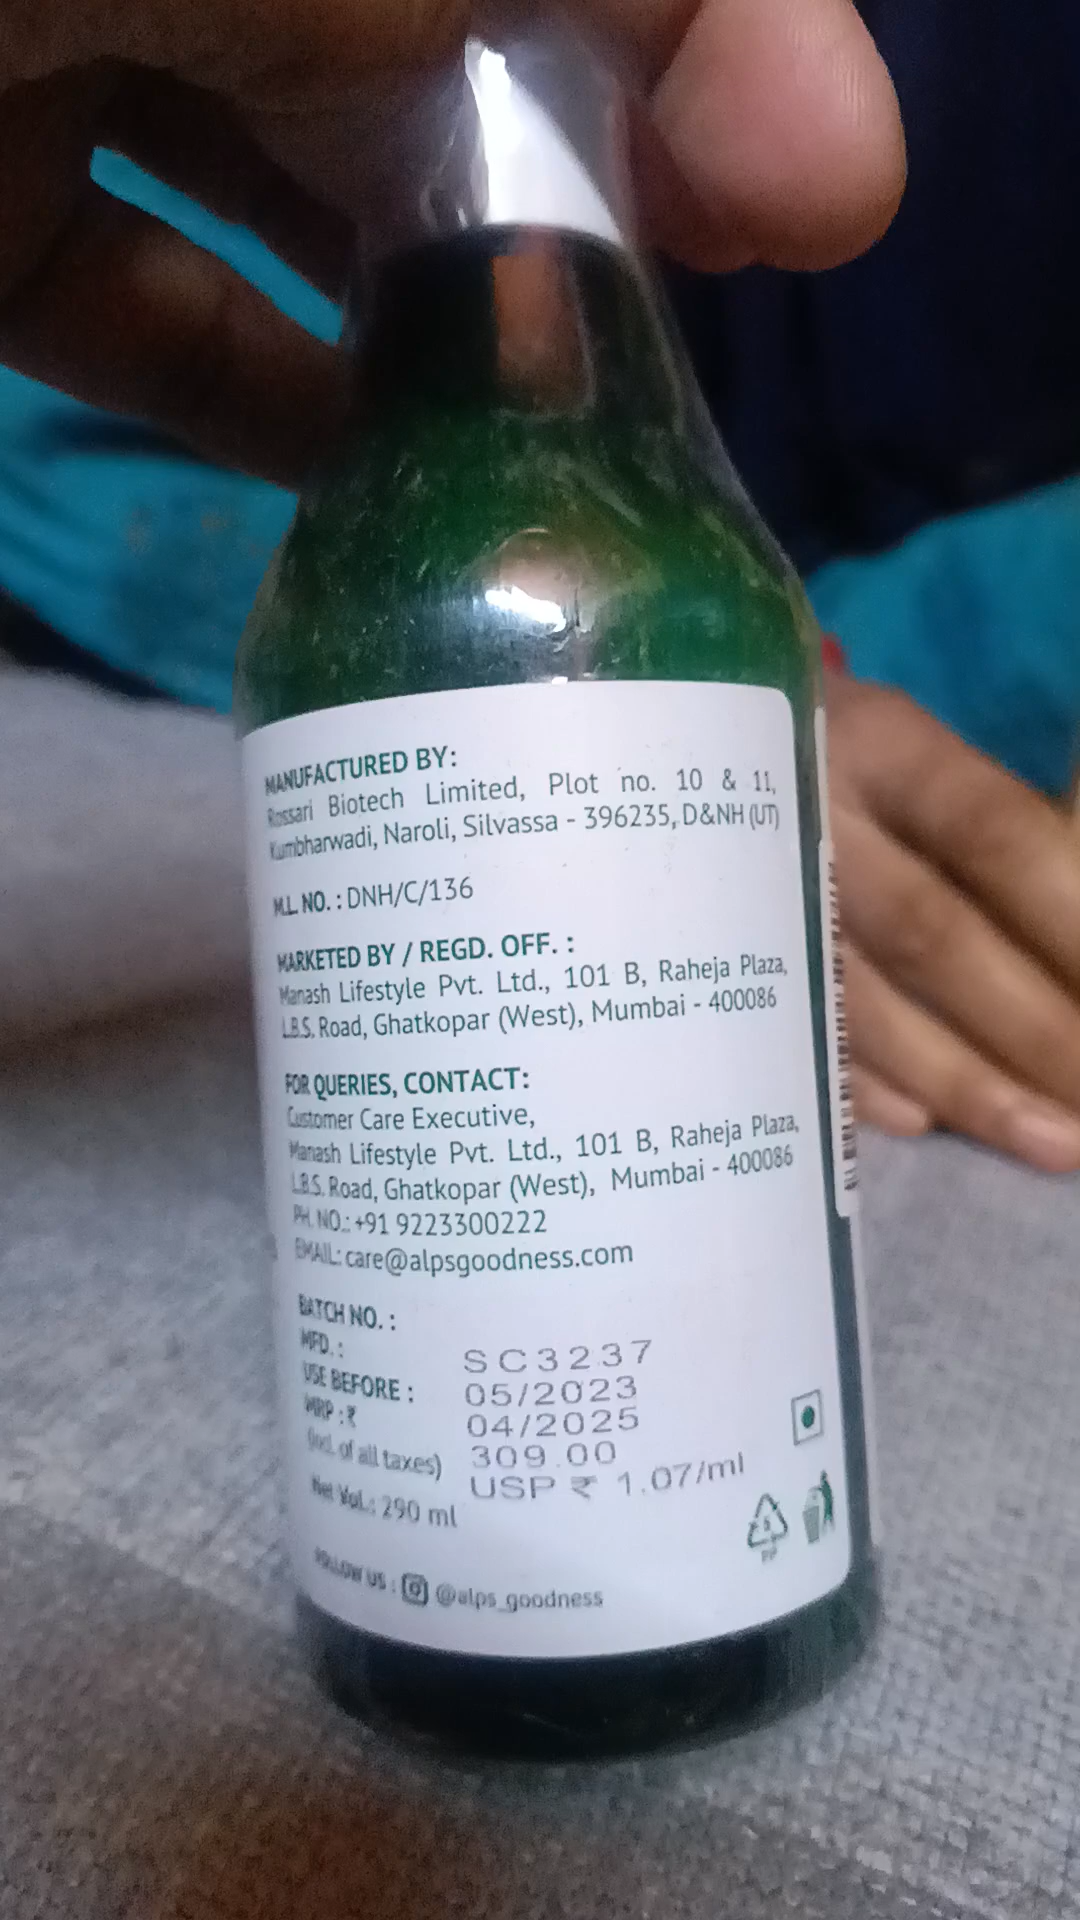 MANUFACTURED BY:
Rossari Biotech Limited, Plot no. 10 & 11,
Kumbharwadi, Naroli, Silvassa - 396235, D&NH (UT)
M.L. NO. : DNH/C/136
MARKETED BY / REGD. OFF. :
Manash Lifestyle Pvt. Ltd., 101 B, Raheja Plaza,
L.B.S. Road, Ghatkopar (West), Mumbai - 400086
FOR QUERIES, CONTACT:
Customer Care Executive,
Manash Lifestyle Pvt. Ltd., 101 B, Raheja Plaza,
L.B.S. Road, Ghatkopar (West), Mumbai - 400086
PH. NO.: +91 9223300222
EMAIL: care@alpsgoodness.com
BATCH NO. : SC3237
MFD. : 05/2023
USE BEFORE : 04/2025
MRP : ₹ 309.00
(Incl. of all taxes) USP ₹ 1.07/ml
Net Vol.: 290 ml
FOLLOW US : @alps_goodness
PP